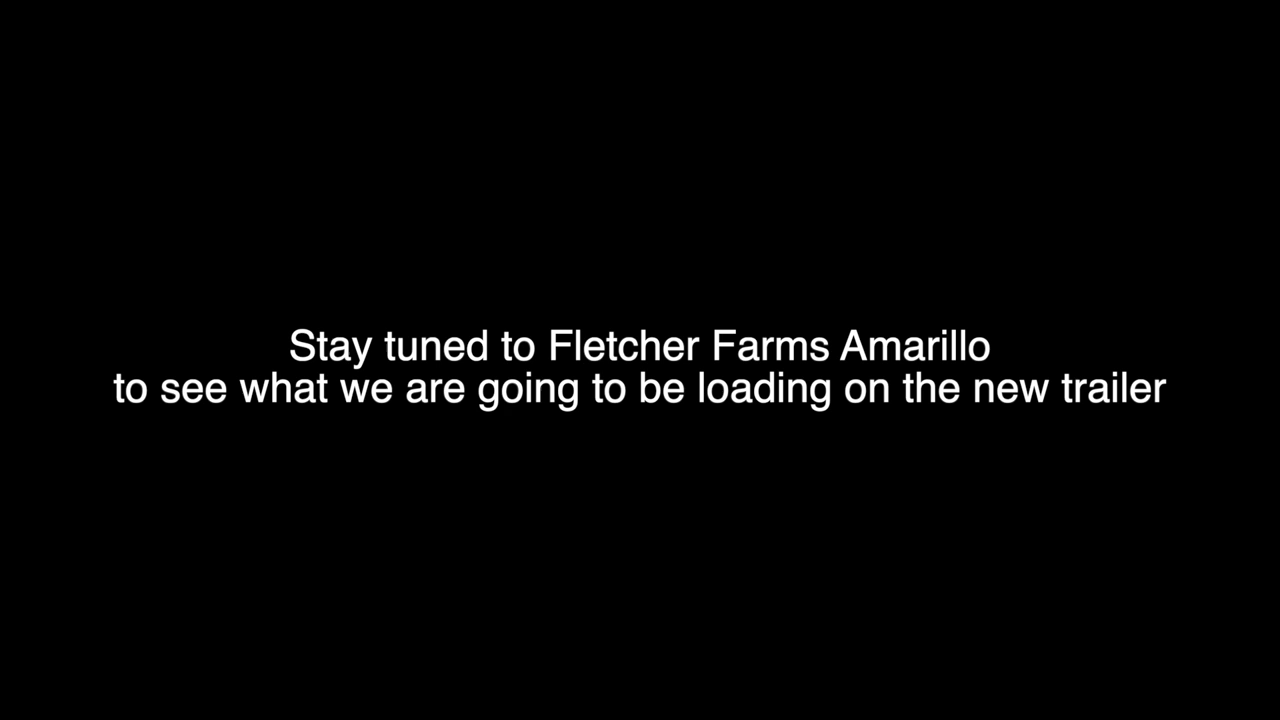 Stay tuned to Fletcher Farms Amarillo
to see what we are going to be loading on the new trailer